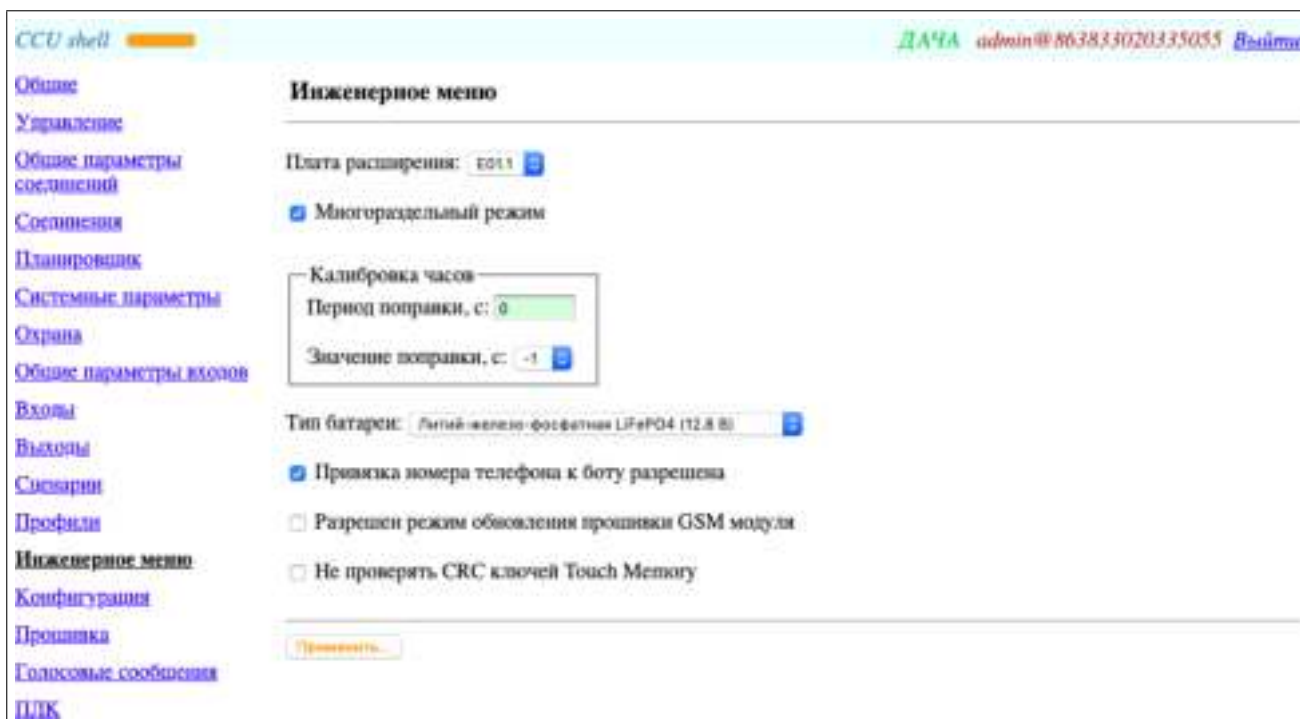 CCU shell
ДАЧА admin@863833020335055 Выйти
Общие
Управление
Общие параметры
соединений
Соединения
Планировщик
Системные параметры
Охрана
Общие параметры входов
Входы
Выходы
Сценарии
Профили
Инженерное меню
Конфигурация
Прошивка
Голосовые сообщения
ПЛК
Инженерное меню
Плата расширения: E01.1
Многораздельный режим
Калибровка часов
Период поправки, с: 0
Значение поправки, с: -1
Тип батареи: Литий-железо-фосфатная LiFePO4 (12.8 В)
Привязка номера телефона к боту разрешена
Разрешен режим обновления прошивки GSM модуля
Не проверять CRC ключей Touch Memory
Применить...